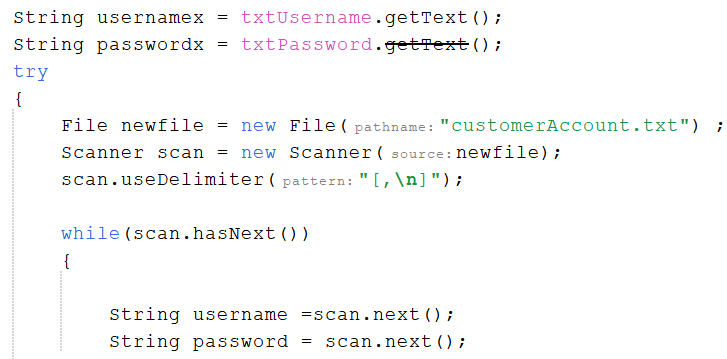 String usernamex = txtUsername.getText();
String passwordx = txtPassword.getText();
try
{
File newfile = new File( pathname: "customerAccount.txt") ;
Scanner scan = new Scanner( source: newfile);
scan.useDelimiter( pattern: "[,\n]");
while(scan.hasNext())
{
String username =scan.next();
String password = scan.next();